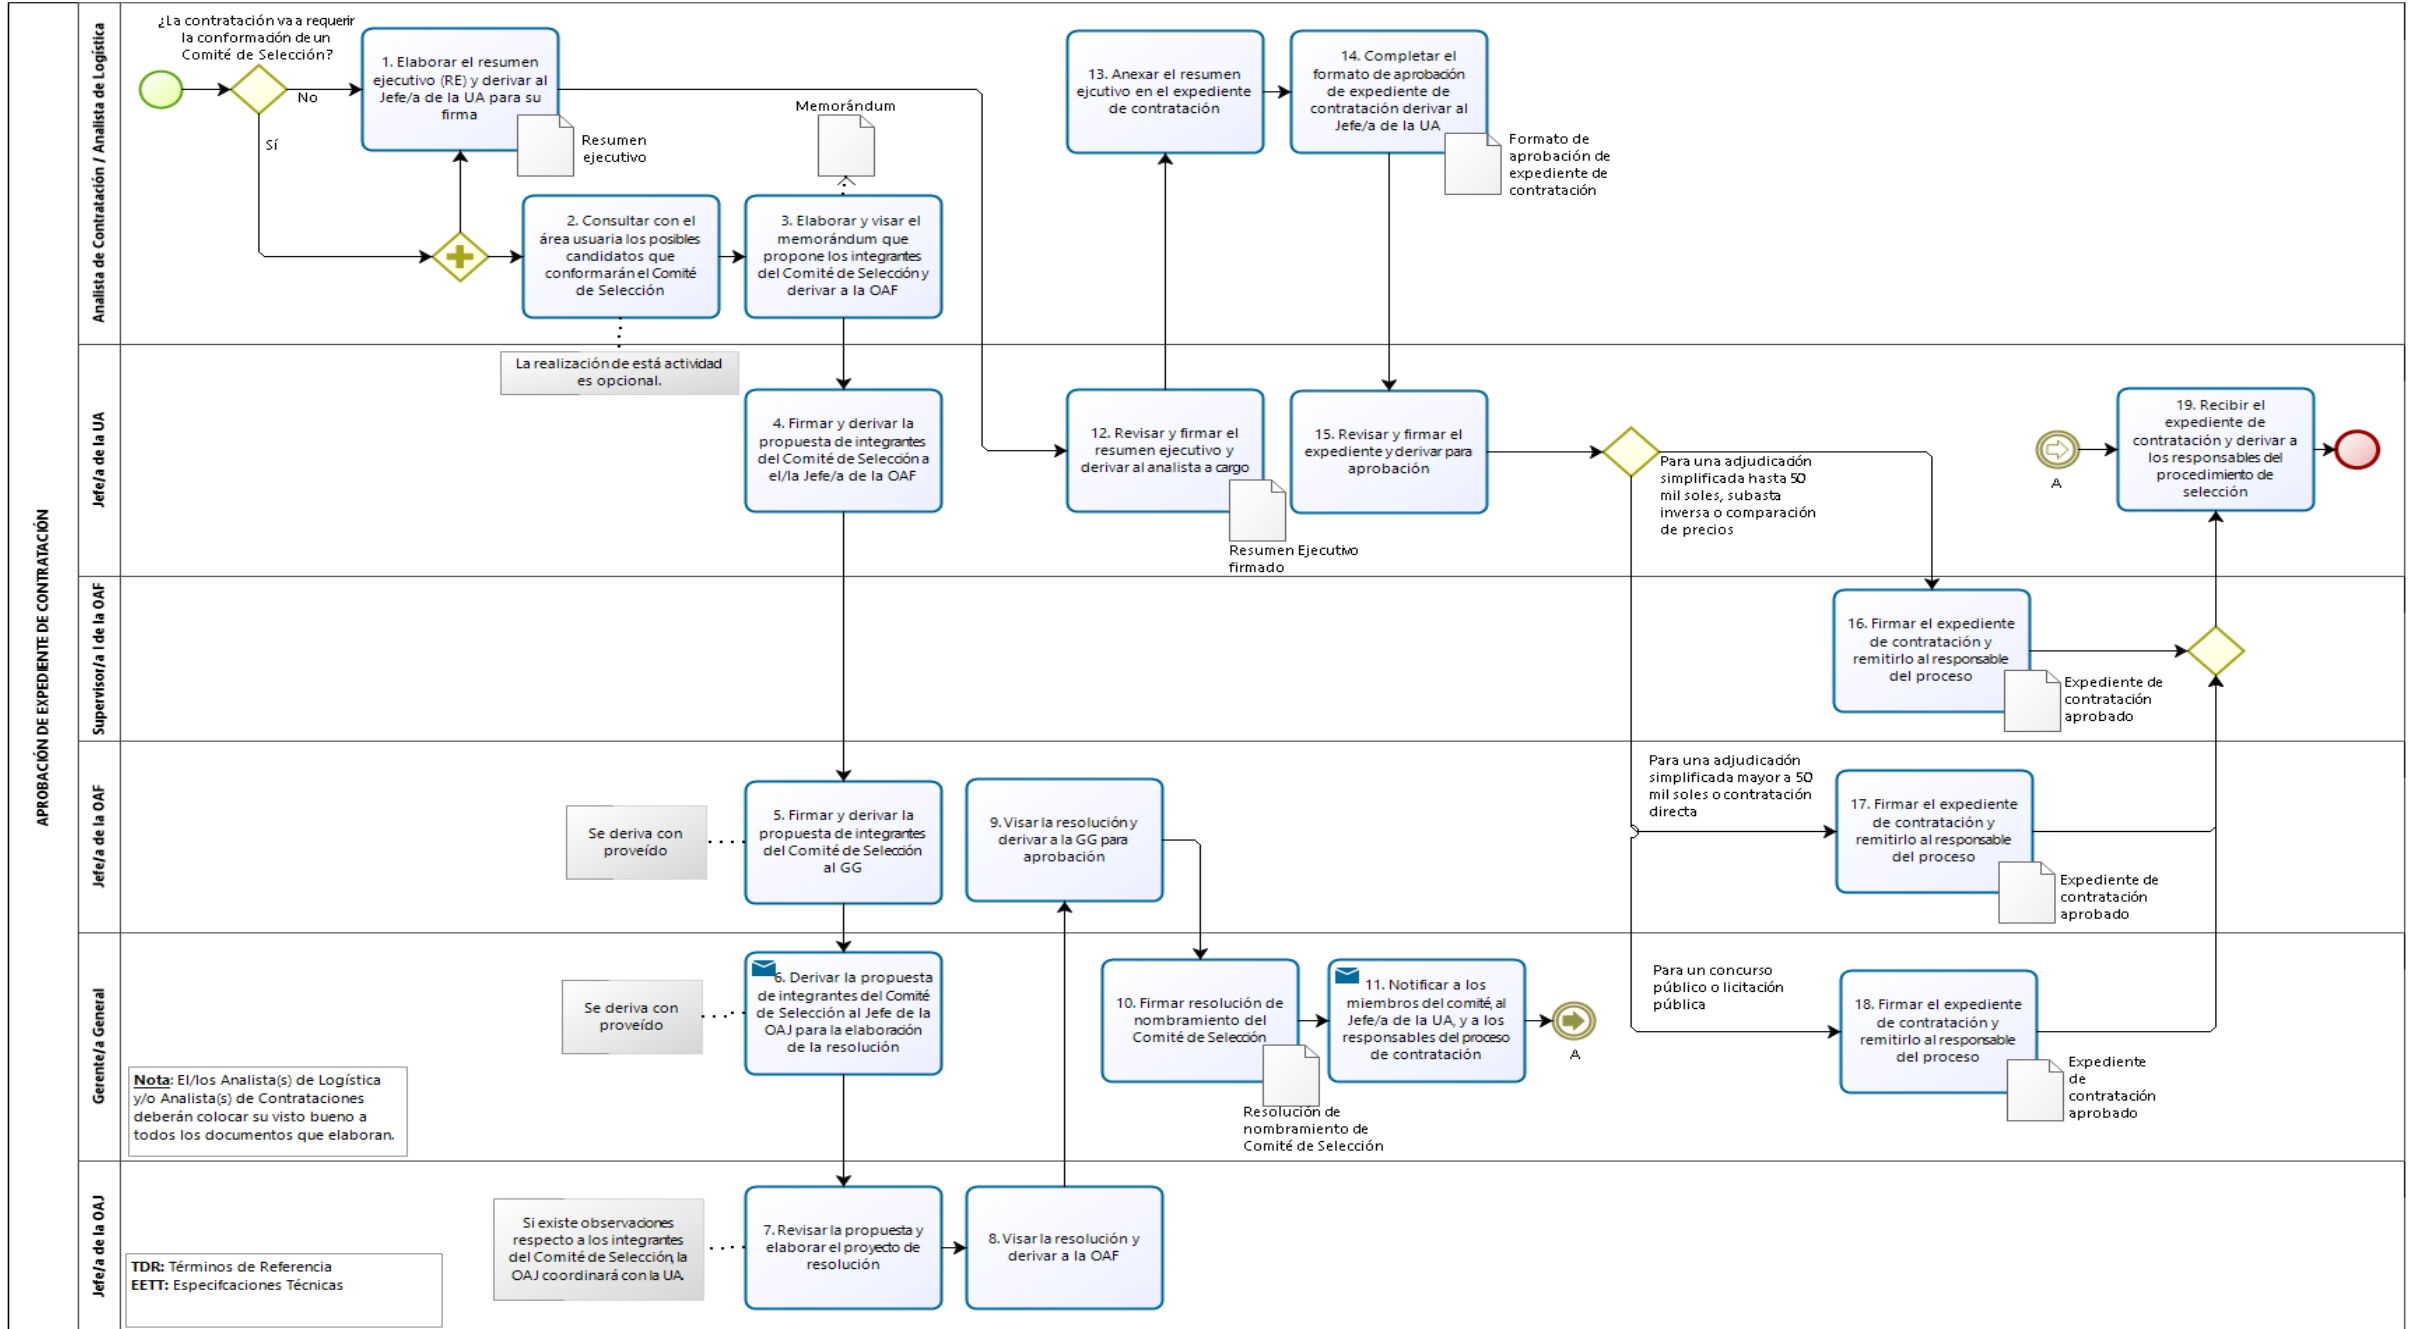 APROBACIÓN DE EXPEDIENTE DE CONTRATACIÓN
Analista de Contratación / Analista de Logística
¿La contratación va a requerir
la conformación de un
Comité de Selección?
No
Sí
1. Elaborar el resumen
ejecutivo (RE) y derivar al
Jefe/a de la UA para su
firma
Resumen
ejecutivo
2. Consultar con el
área usuaria los posibles
candidatos que
conformarán el Comité
de Selección
Memorándum
3. Elaborar y visar el
memorándum que
propone los integrantes
del Comité de Selección y
derivar a la OAF
13. Anexar el resumen
ejcutivo en el expediente
de contratación
14. Completar el
formato de aprobación
de expediente de
contratación derivar al
Jefe/a de la UA
Formato de
aprobación de
expediente de
contratación
Jefe/a de la UA
La realización de está actividad
es opcional.
4. Firmar y derivar la
propuesta de integrantes
del Comité de Selección a
el/la Jefe/a de la OAF
12. Revisar y firmar el
resumen ejecutivo y
derivar al analista a cargo
Resumen Ejecutivo
firmado
15. Revisar y firmar el
expediente y derivar para
aprobación
Para una adjudicación
simplificada hasta 50
mil soles, subasta
inversa o comparación
de precios
A
19. Recibir el
expediente de
contratación y derivar a
los responsables del
procedimiento de
selección
Supervisor/a I de la OAF
16. Firmar el expediente
de contratación y
remitirlo al responsable
del proceso
Expediente de
contratación
aprobado
Jefe/a de la OAF
Se deriva con
proveído
5. Firmar y derivar la
propuesta de integrantes
del Comité de Selección
al GG
9. Visar la resolución y
derivar a la GG para
aprobación
Para una adjudicación
simplificada mayor a 50
mil soles o contratación
directa
17. Firmar el expediente
de contratación y
remitirlo al responsable
del proceso
Expediente de
contratación
aprobado
Gerente/a General
Se deriva con
proveído
6. Derivar la propuesta
de integrantes del Comité
de Selección al Jefe de la
OAJ para la elaboración
de la resolución
10. Firmar resolución de
nombramiento del
Comité de Selección
Resolución de
nombramiento de
Comité de Selección
11. Notificar a los
miembros del comité, al
Jefe/a de la UA, y a los
responsables del proceso
de contratación
A
Para un concurso
público o licitación
pública
18. Firmar el expediente
de contratación y
remitirlo al responsable
del proceso
Expediente
de
contratación
aprobado
Nota: El/los Analista(s) de Logística
y/o Analista(s) de Contrataciones
deberán colocar su visto bueno a
todos los documentos que elaboran.
Jefe/a de la OAJ
TDR: Términos de Referencia
EETT: Especifcaciones Técnicas
Si existe observaciones
respecto a los integrantes
del Comité de Selección, la
OAJ coordinará con la UA.
7. Revisar la propuesta y
elaborar el proyecto de
resolución
8. Visar la resolución y
derivar a la OAF